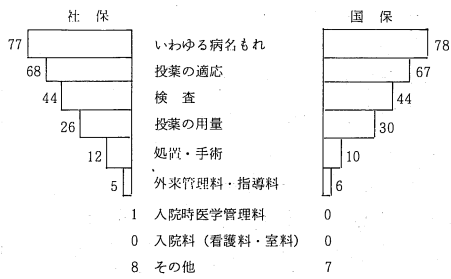 社保 国保
77 いわゆる病名もれ 78
68 投薬の適応 67
44 検査 44
26 投薬の用量 30
12 処置・手術 10
5 外来管理料・指導料 6
1 入院時医学管理料 0
0 入院料（看護料・室料） 0
8 その他 7